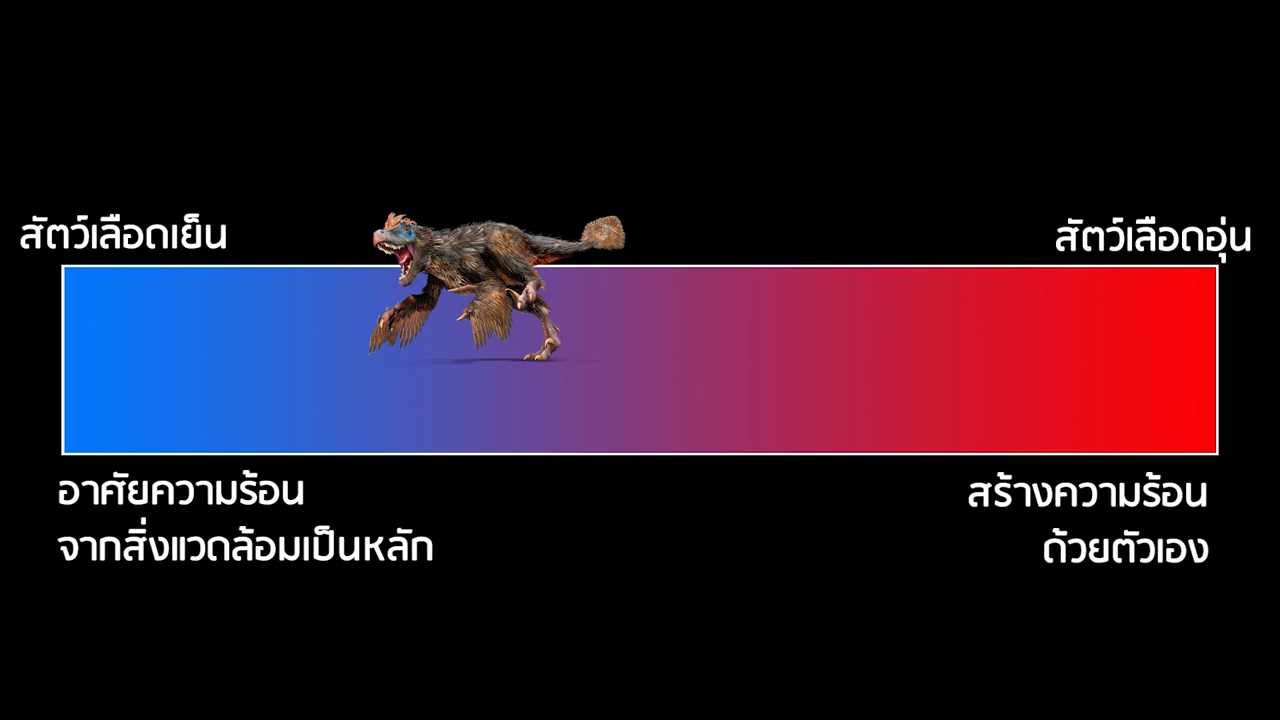 สัตว์เลือดเย็น
สัตว์เลือดอุ่น
อาศัยความร้อน
จากสิ่งแวดล้อมเป็นหลัก
สร้างความร้อน
ด้วยตัวเอง